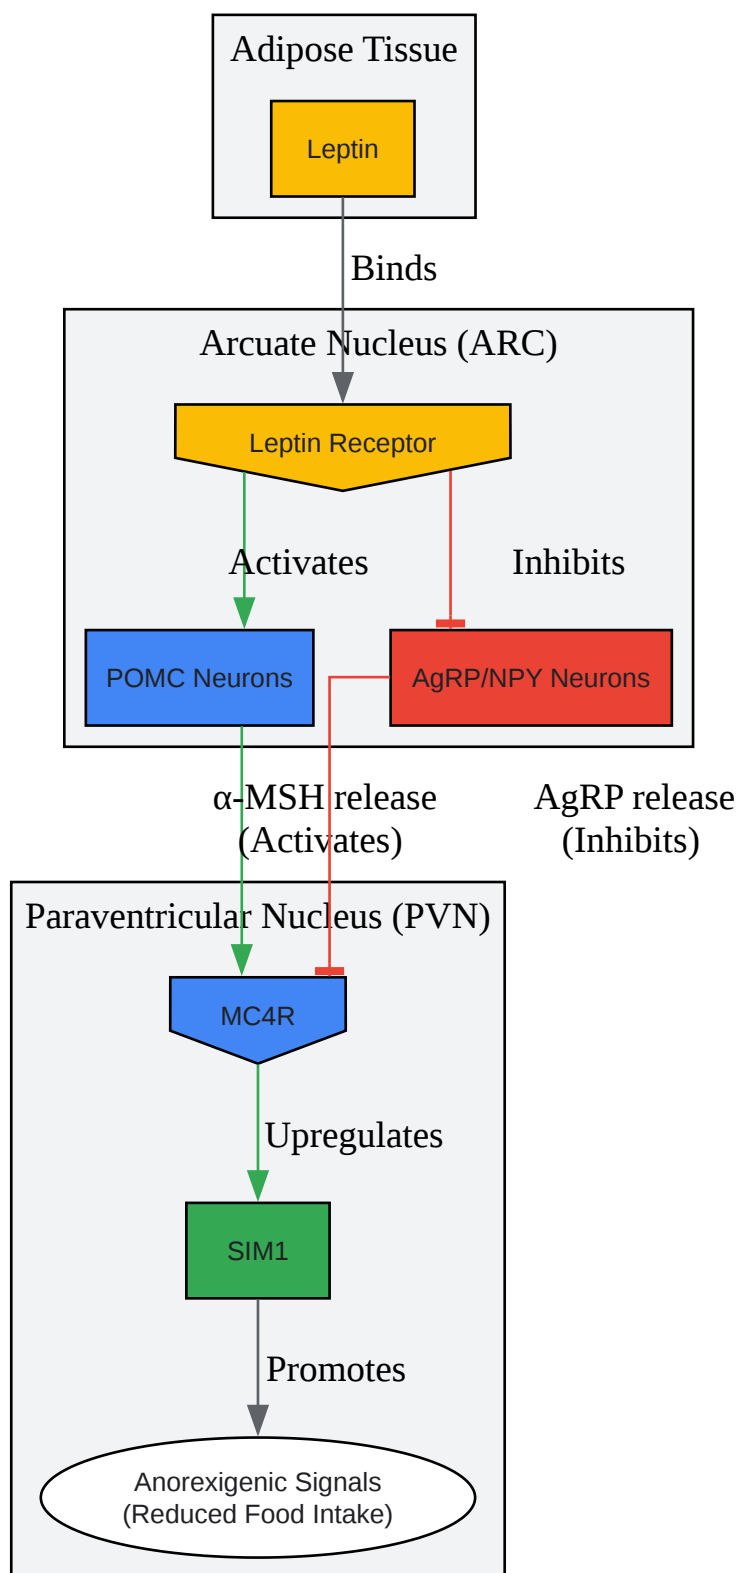 Adipose Tissue
Leptin
Binds
Arcuate Nucleus (ARC)
Leptin Receptor
Activates
Inhibits
POMC Neurons
AgRP/NPY Neurons
α-MSH release
(Activates)
AgRP release
(Inhibits)
Paraventricular Nucleus (PVN)
MC4R
Upregulates
SIM1
Promotes
Anorexigenic Signals
(Reduced Food Intake)